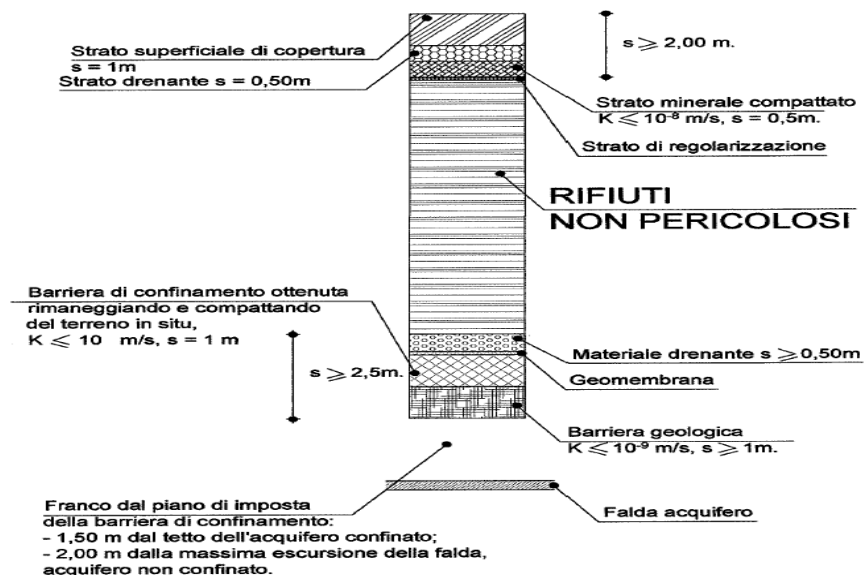 Strato superficiale di copertura
s = 1m
Strato drenante s = 0,50m
s ≥ 2,00 m.
Strato minerale compattato
K ≤ 10⁻⁸ m/s, s = 0,5m.
Strato di regolarizzazione
RIFIUTI
NON PERICOLOSI
Barriera di confinamento ottenuta
rimaneggiando e compattando
del terreno in situ,
K ≤ 10 m/s, s = 1 m
s ≥ 2,5m.
Materiale drenante s ≥ 0,50m
Geomembrana
Barriera geologica
K ≤ 10⁻⁹ m/s, s ≥ 1m.
Franco dal piano di imposta
della barriera di confinamento:
- 1,50 m dal tetto dell'acquifero confinato;
- 2,00 m dalla massima escursione della falda,
acquifero non confinato.
Falda acquifero